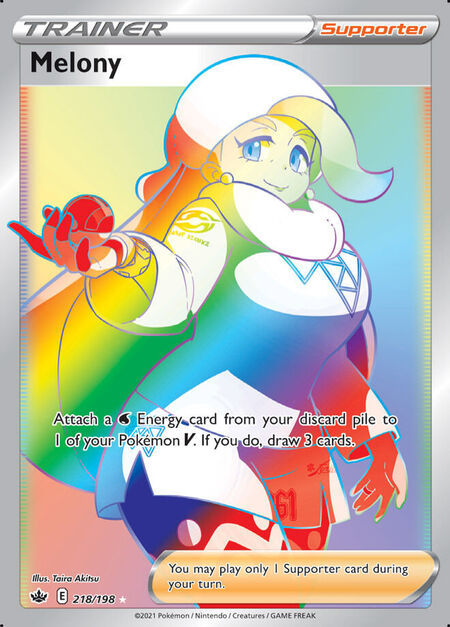 TRAINER Supporter
Melony
Attach a Energy card from your discard pile to
1 of your Pokémon V. If you do, draw 3 cards.
61
You may play only 1 Supporter card during
your turn.
Illus. Taira Akitsu
E 218/198
©2021 Pokémon / Nintendo / Creatures / GAME FREAK